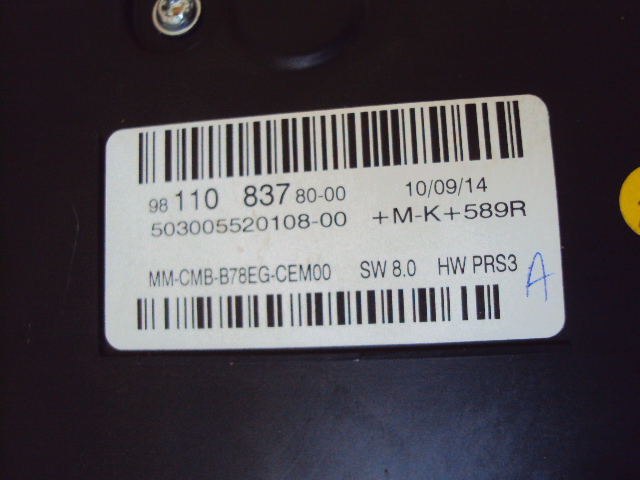 98 110 837 80-00 10/09/14
503005520108-00 +M-K+589R
MM-CMB-B78EG-CEM00 SW 8.0 HW PRS3
A